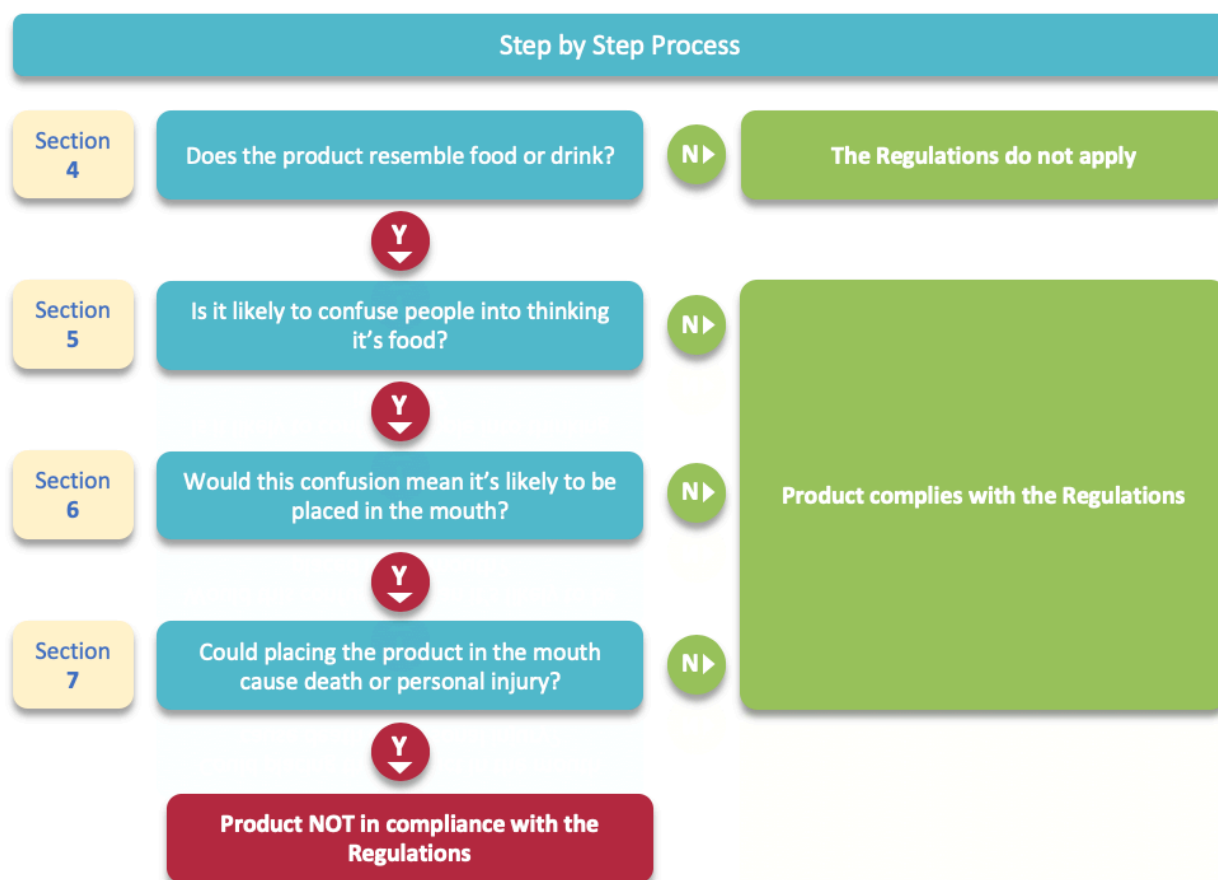 Step by Step Process
Section
4
Does the product resemble food or drink?
N
The Regulations do not apply
Y
Section
5
Is it likely to confuse people into thinking
it's food?
N
Y
Section
6
Would this confusion mean it's likely to be
placed in the mouth?
N
Product complies with the Regulations
Y
Section
7
Could placing the product in the mouth
cause death or personal injury?
N
Y
Product NOT in compliance with the
Regulations